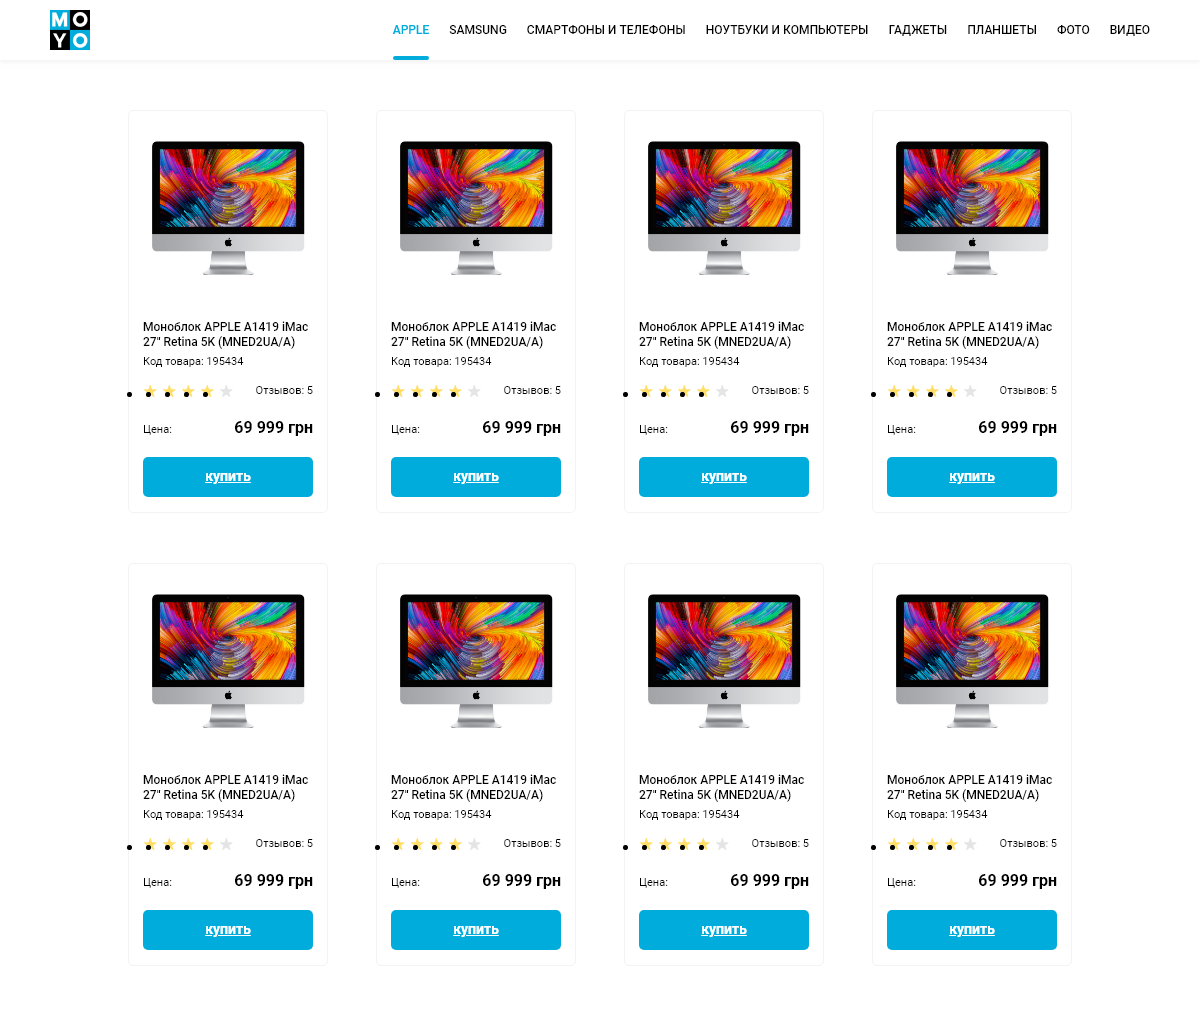 MO
YO
APPLE SAMSUNG СМАРТФОНЫ И ТЕЛЕФОНЫ НОУТБУКИ И КОМПЬЮТЕРЫ ГАДЖЕТЫ ПЛАНШЕТЫ ФОТО ВИДЕО
Моноблок APPLE A1419 iMac Моноблок APPLE A1419 iMac Моноблок APPLE A1419 iMac Моноблок APPLE A1419 iMac
27" Retina 5K (MNED2UA/A) 27" Retina 5K (MNED2UA/A) 27" Retina 5K (MNED2UA/A) 27" Retina 5K (MNED2UA/A)
Код товара: 195434 Код товара: 195434 Код товара: 195434 Код товара: 195434
Отзывов: 5 Отзывов: 5 Отзывов: 5 Отзывов: 5
Цена: 69 999 грн Цена: 69 999 грн Цена: 69 999 грн Цена: 69 999 грн
купить купить купить купить
Моноблок APPLE A1419 iMac Моноблок APPLE A1419 iMac Моноблок APPLE A1419 iMac Моноблок APPLE A1419 iMac
27" Retina 5K (MNED2UA/A) 27" Retina 5K (MNED2UA/A) 27" Retina 5K (MNED2UA/A) 27" Retina 5K (MNED2UA/A)
Код товара: 195434 Код товара: 195434 Код товара: 195434 Код товара: 195434
Отзывов: 5 Отзывов: 5 Отзывов: 5 Отзывов: 5
Цена: 69 999 грн Цена: 69 999 грн Цена: 69 999 грн Цена: 69 999 грн
купить купить купить купить